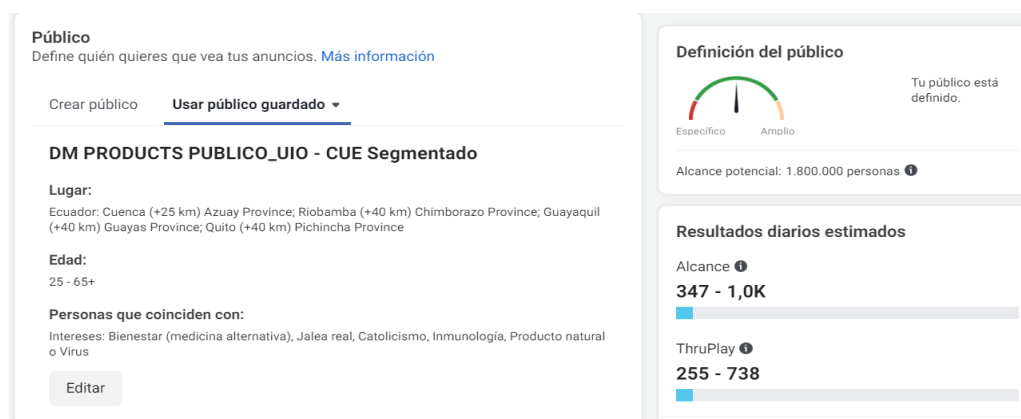 Público
Define quién quieres que vea tus anuncios. Más información
Crear público
Usar público guardado
DM PRODUCTS PUBLICO_UIO - CUE Segmentado
Lugar:
Ecuador: Cuenca (+25 km) Azuay Province; Riobamba (+40 km) Chimborazo Province; Guayaquil
(+40 km) Guayas Province; Quito (+40 km) Pichincha Province
Edad:
25 - 65+
Personas que coinciden con:
Intereses: Bienestar (medicina alternativa), Jalea real, Catolicismo, Inmunología, Producto natural
o Virus
Editar
Definición del público
Tu público está
definido.
Específico
Amplio
Alcance potencial: 1.800.000 personas
Resultados diarios estimados
Alcance
347 - 1,0K
ThruPlay
255 - 738